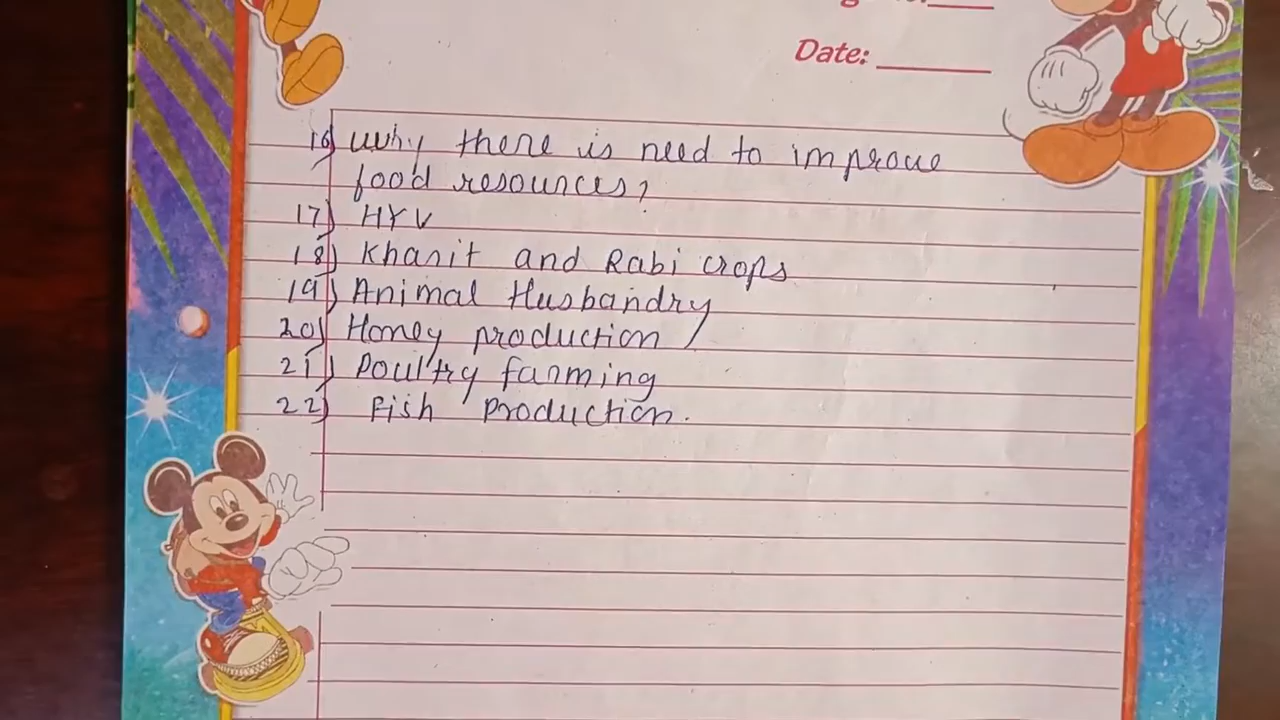 Date:
16) Why there is need to improve
food resources?
17) HYV
18) Kharif and Rabi crops
19) Animal Husbandry
20) Honey production
21) Poultry farming
22) Fish Production.